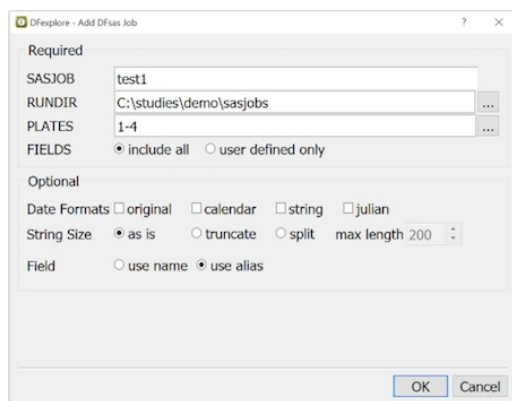 DFexplore - Add DFsas Job
Required
SASJOB test1
RUNDIR C:\studies\demo\sasjobs ...
PLATES 1-4 ...
FIELDS include all user defined only
Optional
Date Formats original calendar string julian
String Size as is truncate split max length 200
Field use name use alias
OK Cancel